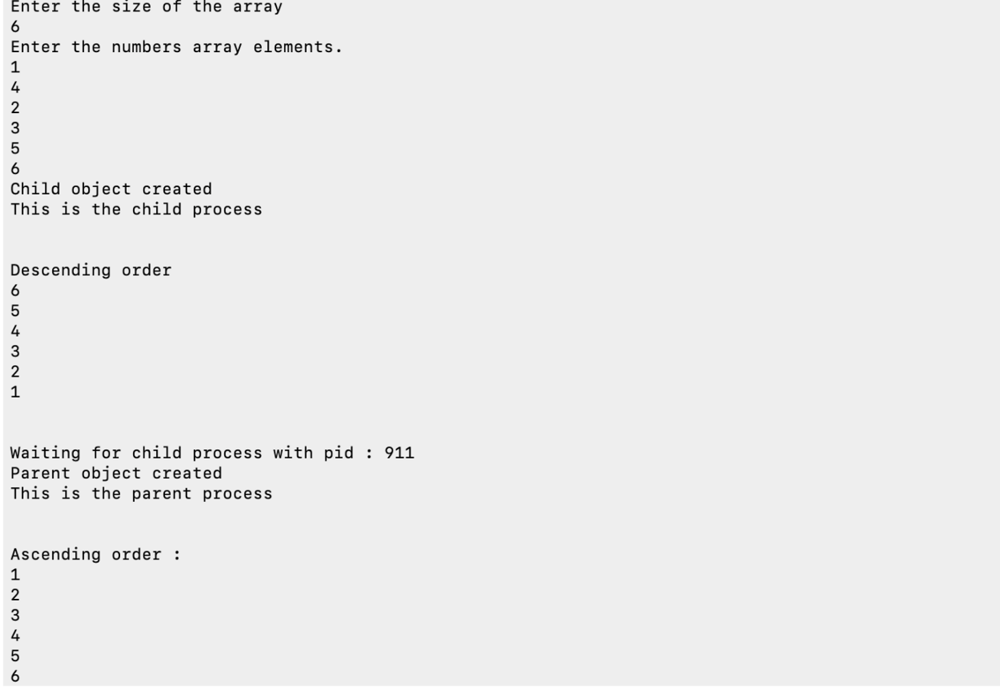 Enter the size of the array
6
Enter the numbers array elements.
1
4
2
3
5
6
Child object created
This is the child process
Descending order
6
5
4
3
2
1
Waiting for child process with pid : 911
Parent object created
This is the parent process
Ascending order :
1
2
3
4
5
6